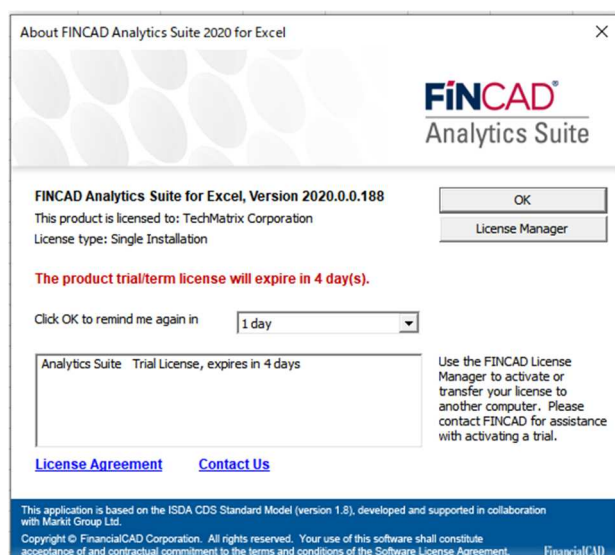 About FINCAD Analytics Suite 2020 for Excel
FiNCAD®
Analytics Suite
FINCAD Analytics Suite for Excel, Version 2020.0.0.188
This product is licensed to: TechMatrix Corporation
License type: Single Installation
OK
License Manager
The product trial/term license will expire in 4 day(s).
Click OK to remind me again in
1 day
Analytics Suite Trial License, expires in 4 days
Use the FINCAD License
Manager to activate or
transfer your license to
another computer. Please
contact FINCAD for assistance
with activating a trial.
License Agreement Contact Us
This application is based on the ISDA CDS Standard Model (version 1.8), developed and supported in collaboration
with Markit Group Ltd.
Copyright © FinancialCAD Corporation. All rights reserved. Your use of this software shall constitute
acceptance of and contractual commitment to the terms and conditions of the Software License Agreement.
FinancialCAD